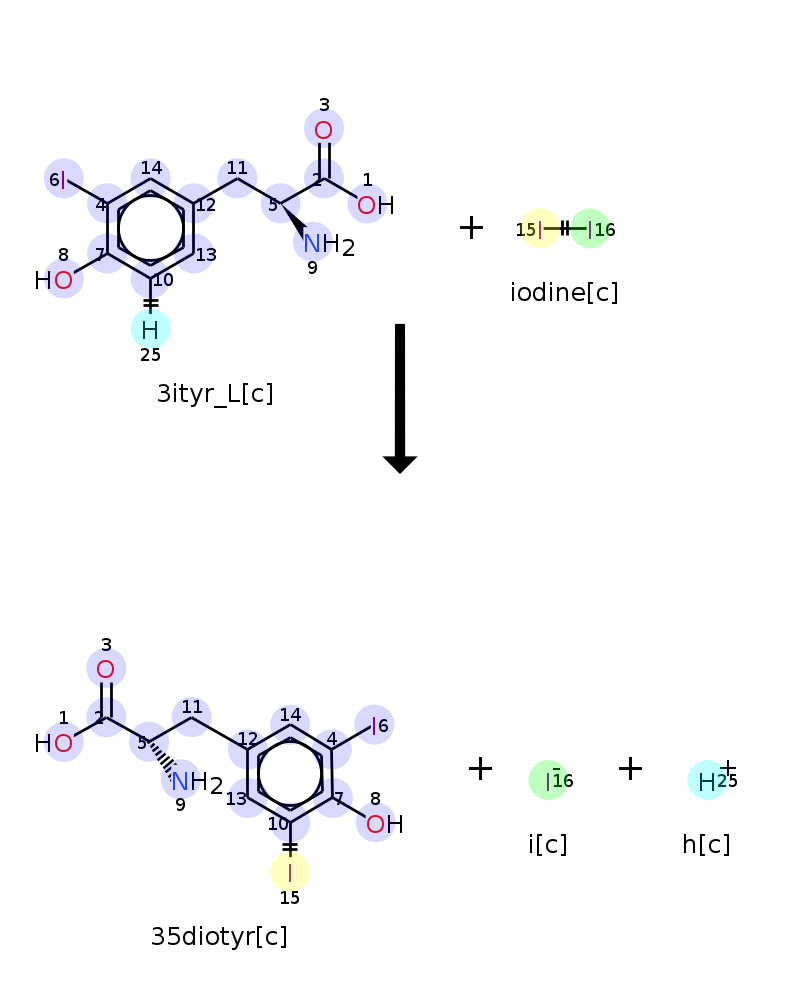 3
O
14 11 2 1
6 I OH
4 12 5
+ 15 I I 16
8 7 13 NH2
HO 10 9
iodine[c]
H
25
3ityr_L[c]
3
O
1 2 11 14 I 6
HO 5 12 4
NH2 + I - 16 + H + 25
9 13 7 8
10 OH
i[c] h[c]
I
15
35diotyr[c]